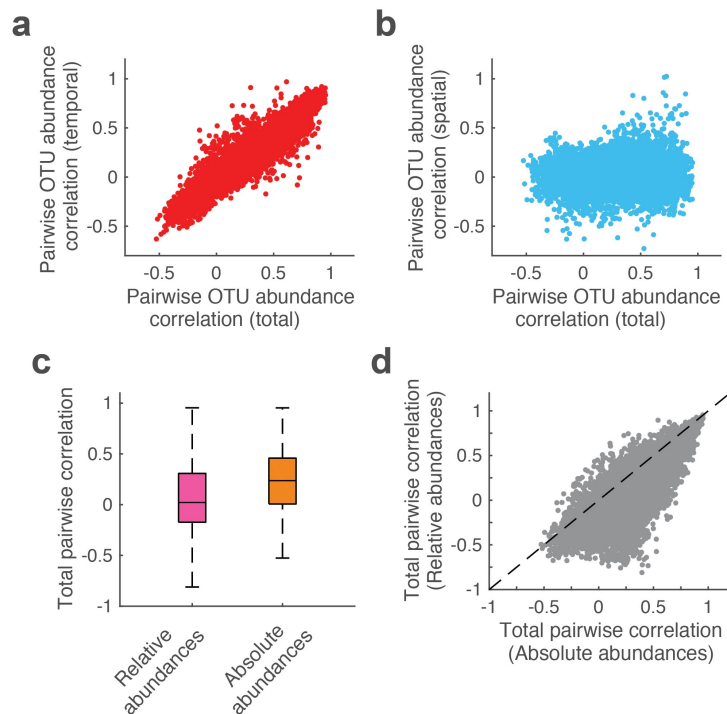 a
Pairwise OTU abundance
correlation (temporal)
1
0.5
0
-0.5
-0.5
0
0.5
1
Pairwise OTU abundance
correlation (total)
b
Pairwise OTU abundance
correlation (spatial)
1
0.5
0
-0.5
-0.5
0
0.5
1
Pairwise OTU abundance
correlation (total)
c
Total pairwise correlation
1
0.5
0
-0.5
-1
Relative
abundances
Absolute
abundances
d
Total pairwise correlation
(Relative abundances)
1
0.5
0
-0.5
-1
-1
-0.5
0
0.5
1
Total pairwise correlation
(Absolute abundances)